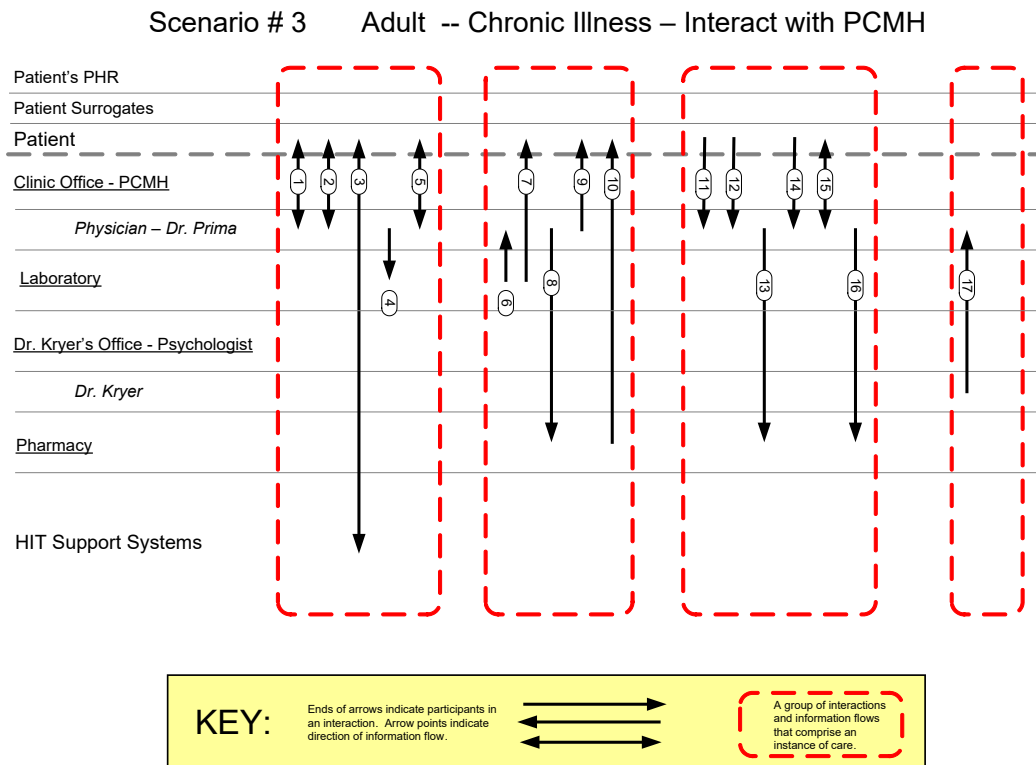 Scenario # 3 Adult -- Chronic Illness – Interact with PCMH
Patient's PHR
Patient Surrogates
Patient
1 2 3 5 7 9 10 11 12 14 15
Clinic Office - PCMH
Physician – Dr. Prima
Laboratory
4 6 8 13 16 17
Dr. Kryer's Office - Psychologist
Dr. Kryer
Pharmacy
HIT Support Systems
KEY:
Ends of arrows indicate participants in
an interaction. Arrow points indicate
direction of information flow.
A group of interactions
and information flows
that comprise an
instance of care.